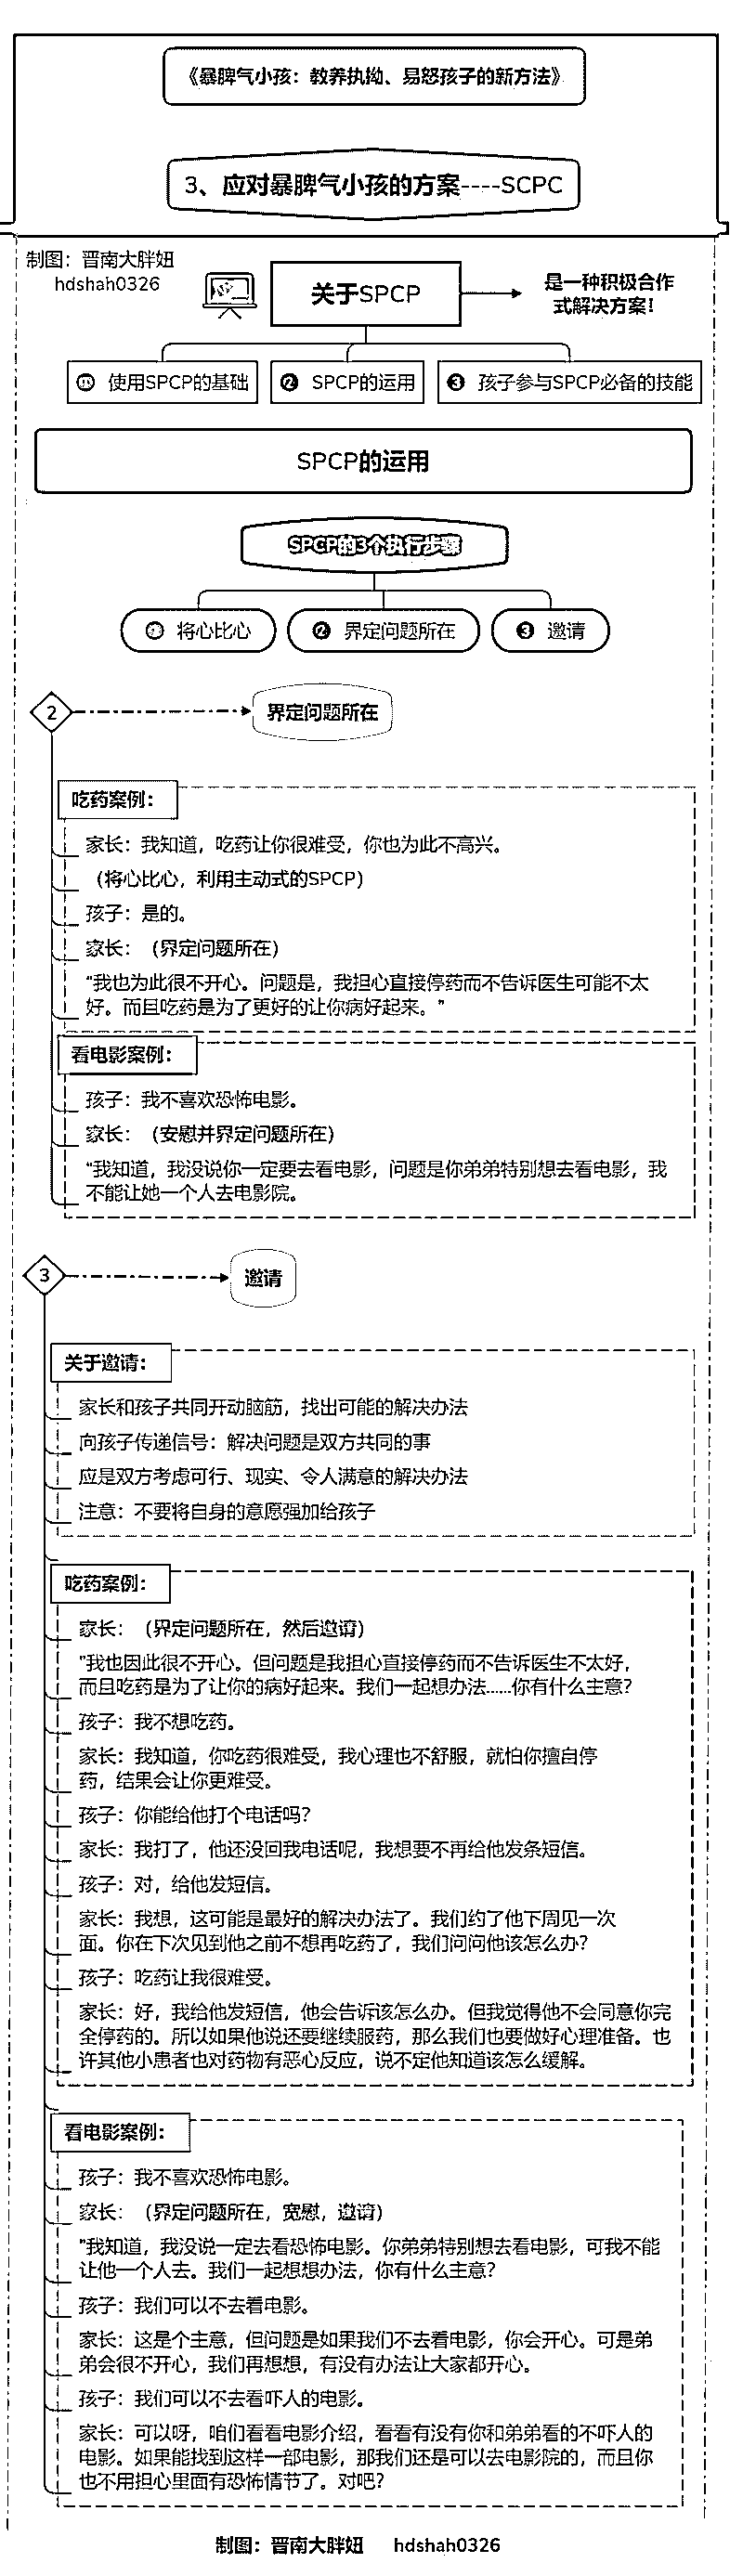 《暴脾气小孩：教养执拗、易怒孩子的新方法》
3、应对暴脾气小孩的方案----SCPC
制图：晋南大胖妞
hdshah0326
关于SPCP
是一种积极合作
式解决方案！
① 使用SPCP的基础
❷ SPCP的运用
❸ 孩子参与SPCP必备的技能
SPCP的运用
SPCP的3个执行步骤
① 将心比心
❷ 界定问题所在
❸ 邀请
2
界定问题所在
吃药案例：
家长：我知道，吃药让你很难受，你也为此不高兴。
（将心比心，利用主动式的SPCP）
孩子：是的。
家长：（界定问题所在）
“我也为此很不开心。问题是，我担心直接停药而不告诉医生可能不太
好。而且吃药是为了更好的让你病好起来。”
看电影案例：
孩子：我不喜欢恐怖电影。
家长：（安慰并界定问题所在）
“我知道，我没说你一定要去看电影，问题是你弟弟特别想去看电影，我
不能让她一个人去电影院。
3
邀请
关于邀请：
家长和孩子共同开动脑筋，找出可能的解决办法
向孩子传递信号：解决问题是双方共同的事
应是双方考虑可行、现实、令人满意的解决办法
注意：不要将自身的意愿强加给孩子
吃药案例：
家长：（界定问题所在，然后邀请）
"我也因此很不开心。但问题是我担心直接停药而不告诉医生不太好，
而且吃药是为了让你的病好起来。我们一起想办法......你有什么主意？
孩子：我不想吃药。
家长：我知道，你吃药很难受，我心理也不舒服，就怕你擅自停
药，结果会让你更难受。
孩子：你能给他打个电话吗？
家长：我打了，他还没回我电话呢，我想要不再给他发条短信。
孩子：对，给他发短信。
家长：我想，这可能是最好的解决办法了。我们约了他下周见一次
面。你在下次见到他之前不想再吃药了，我们问问他该怎么办？
孩子：吃药让我很难受。
家长：好，我给他发短信，他会告诉该怎么办。但我觉得他不会同意你完
全停药的。所以如果他说还要继续服药，那么我们也要做好心理准备。也
许其他小患者也对药物有恶心反应，说不定他知道该怎么缓解。
看电影案例：
孩子：我不喜欢恐怖电影。
家长：（界定问题所在，宽慰，邀请）
"我知道，我没说一定去看恐怖电影。你弟弟特别想去看电影，可我不能
让他一个人去。我们一起想想办法，你有什么主意？
孩子：我们可以不去看电影。
家长：这是个主意，但问题是如果我们不去看电影，你会开心。可是弟
弟会很不开心，我们再想想，有没有办法让大家都开心。
孩子：我们可以不去看吓人的电影。
家长：可以呀，咱们看看电影介绍，看看有没有你和弟弟看的不吓人的
电影。如果能找到这样一部电影，那我们还是可以去电影院的，而且你
也不用担心里面有恐怖情节了。对吧？
制图：晋南大胖妞 hdshah0326